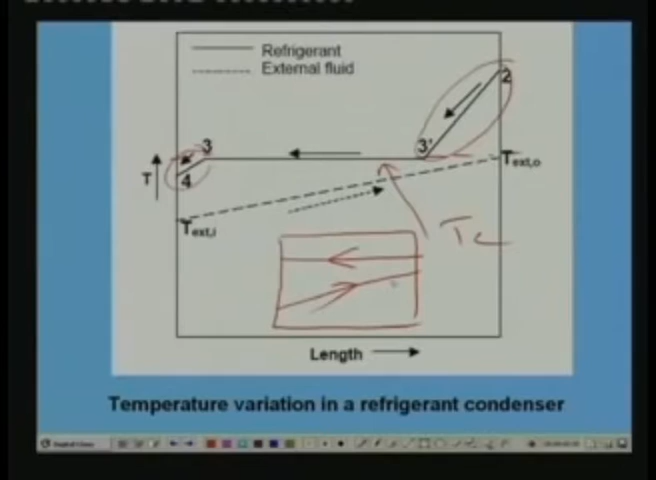 Refrigerant
External fluid
2
3
3'
4
T
Text,o
Text,i
Tc
Length
Temperature variation in a refrigerant condenser